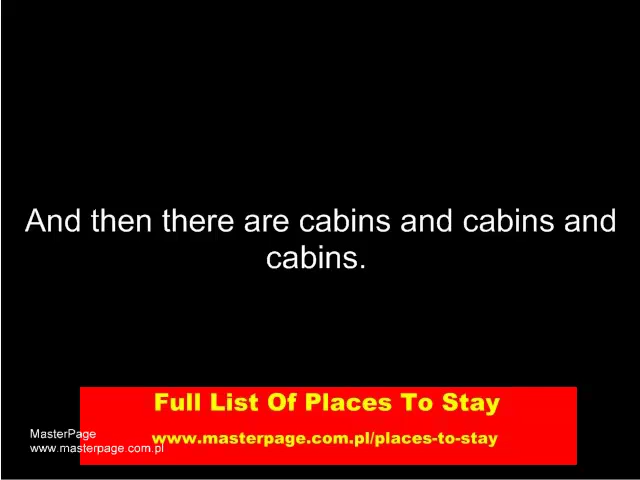 And then there are cabins and cabins and
cabins.
Full List Of Places To Stay
www.masterpage.com.pl/places-to-stay
MasterPage
www.masterpage.com.pl